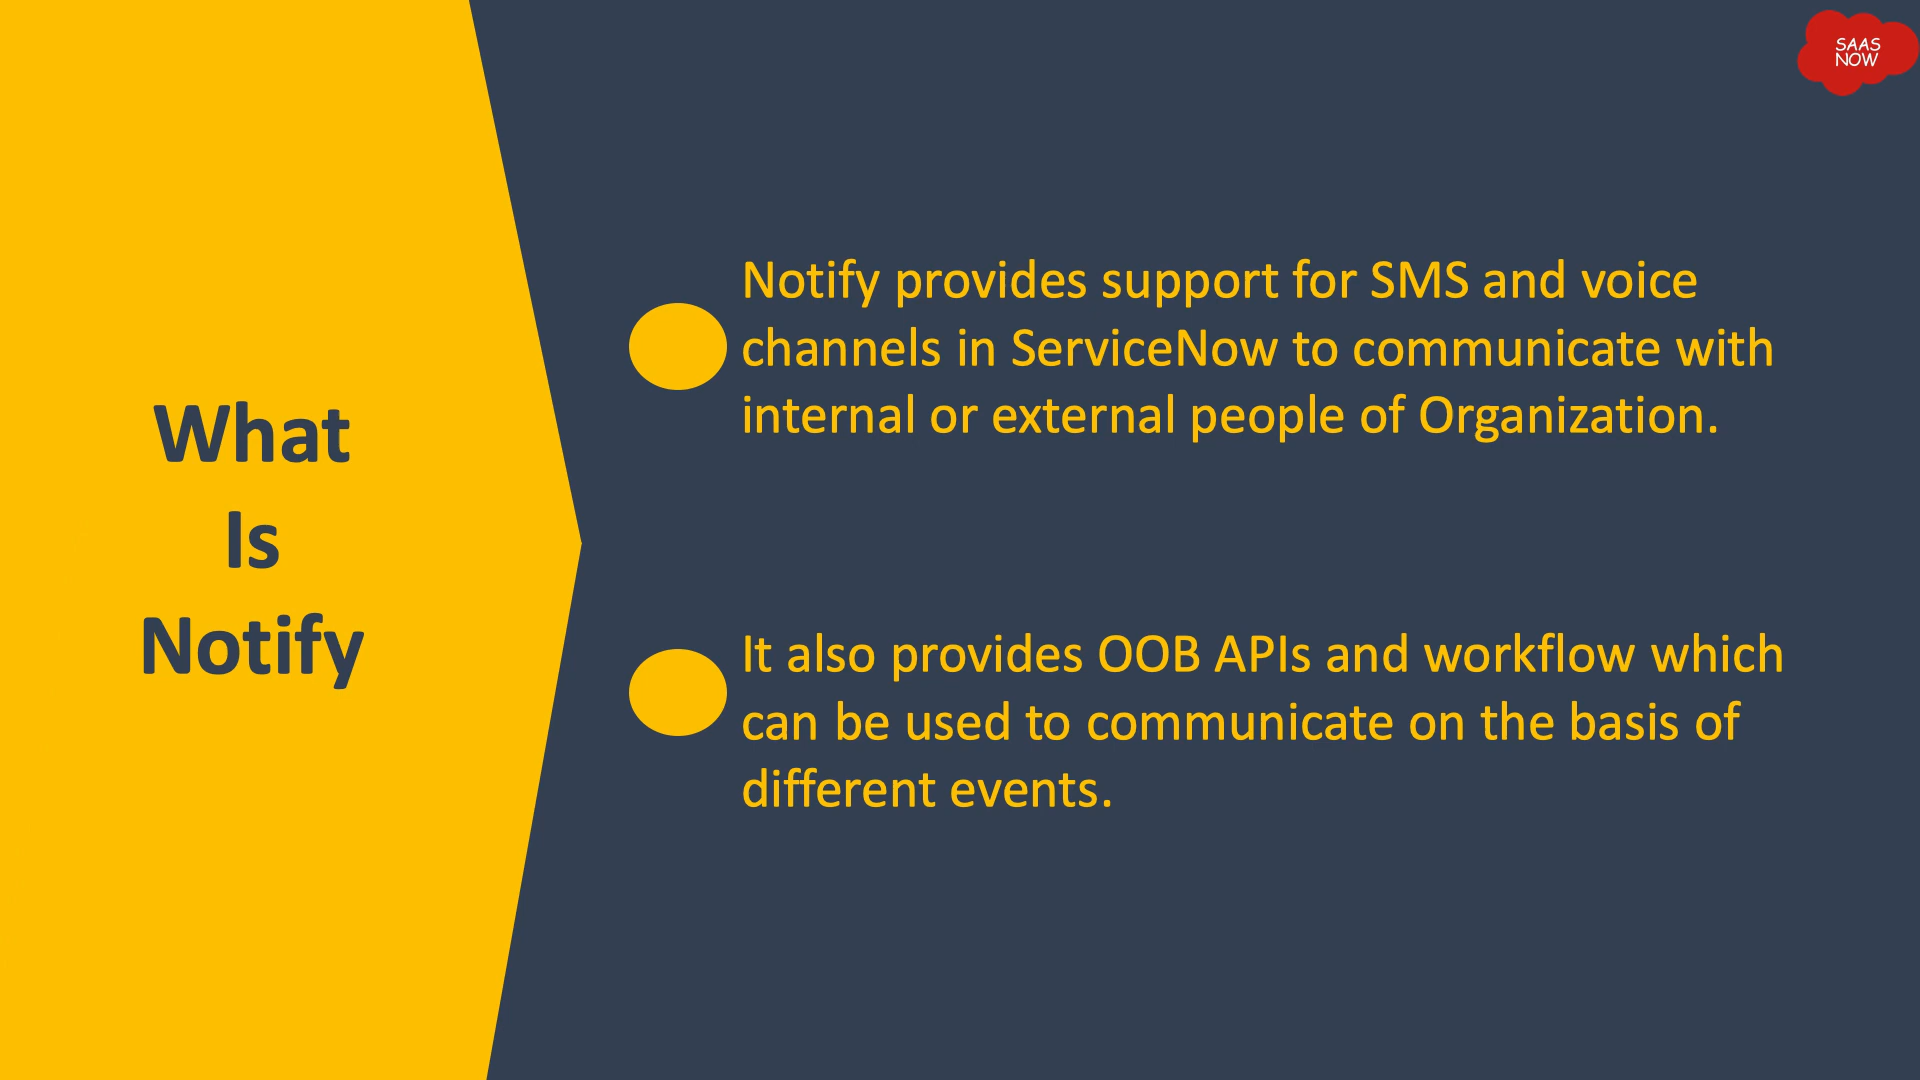 What
Is
Notify
SAAS
NOW
Notify provides support for SMS and voice
channels in ServiceNow to communicate with
internal or external people of Organization.
It also provides OOB APIs and workflow which
can be used to communicate on the basis of
different events.